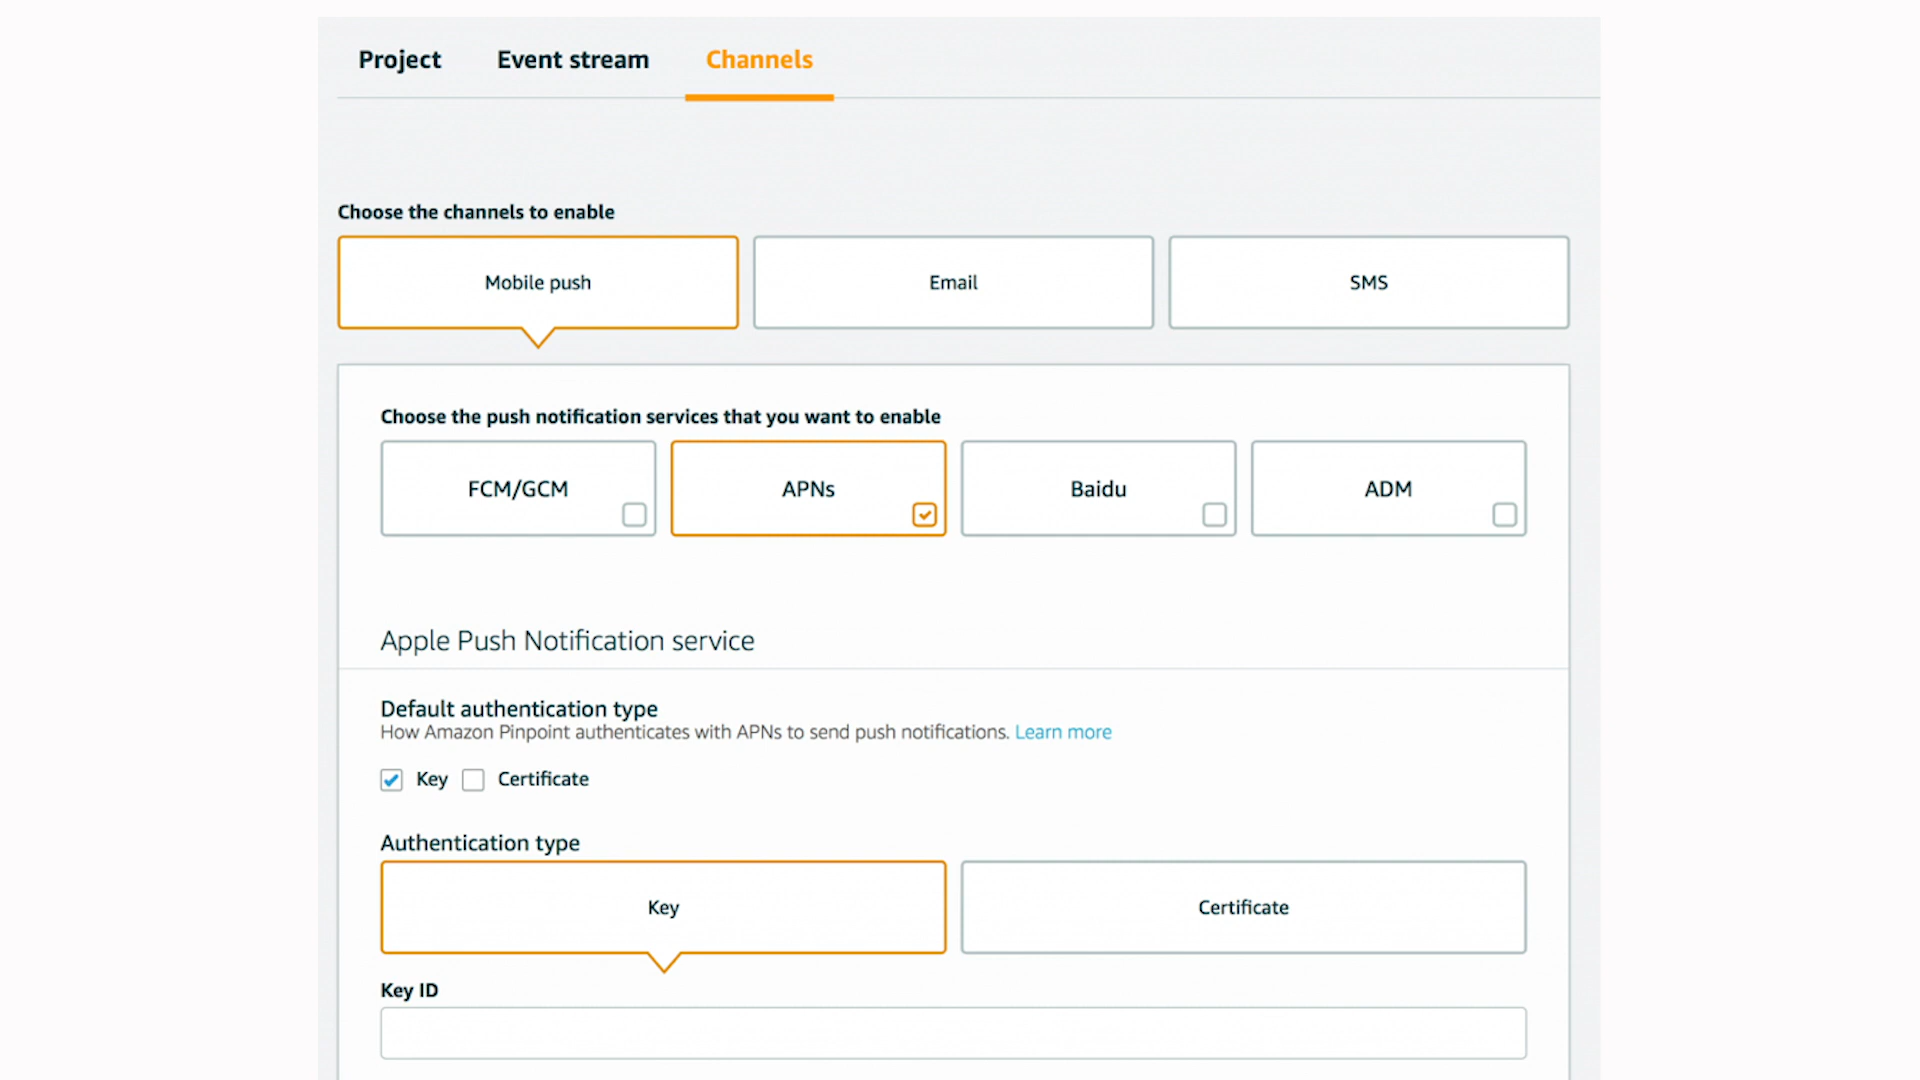 Project Event stream Channels
Choose the channels to enable
Mobile push Email SMS
Choose the push notification services that you want to enable
FCM/GCM APNs Baidu ADM
Apple Push Notification service
Default authentication type
How Amazon Pinpoint authenticates with APNs to send push notifications. Learn more
Key Certificate
Authentication type
Key Certificate
Key ID